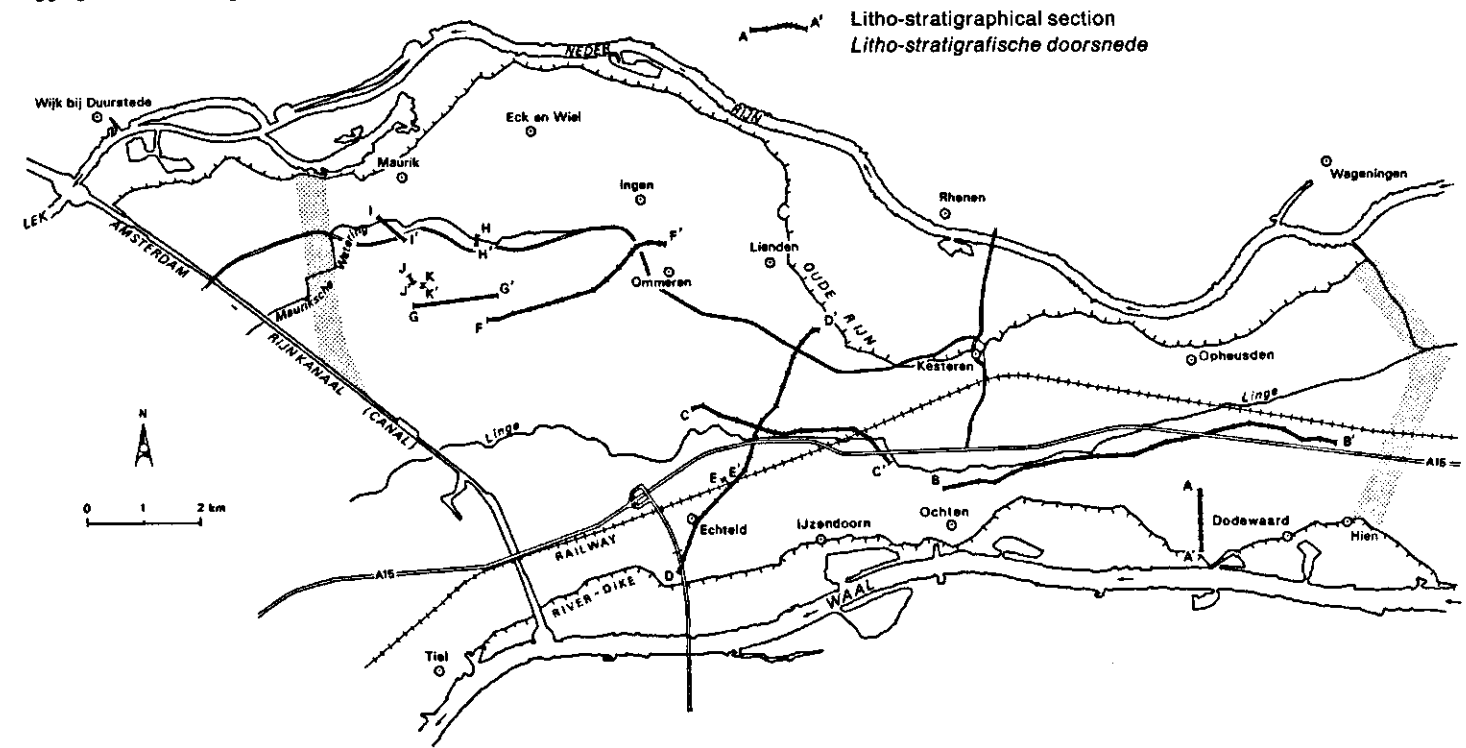 A A' Litho-stratigraphical section
Litho-stratigrafische doorsnede
NEDER
RIJN
Wijk bij Duurstede
Eck en Wiel
Maurik
Ingen
Rhenen
Wageningen
LEK
AMSTERDAM
RIJNKANAAL
(CANAL)
Mauriksche Wetering
I
I'
H
H'
F'
Lienden
OUDE RIJN
Ommeren
J
J'
K
K'
G
G'
F
D'
Kesteren
Opheusden
Linge
N
0 1 2 km
Linge
C
C'
B
B'
A15
E E'
A
A'
Echteld
IJzendoorn
Ochten
Dodewaard
Hien
RAILWAY
A15
D
RIVER-DIKE
WAAL
Tiel